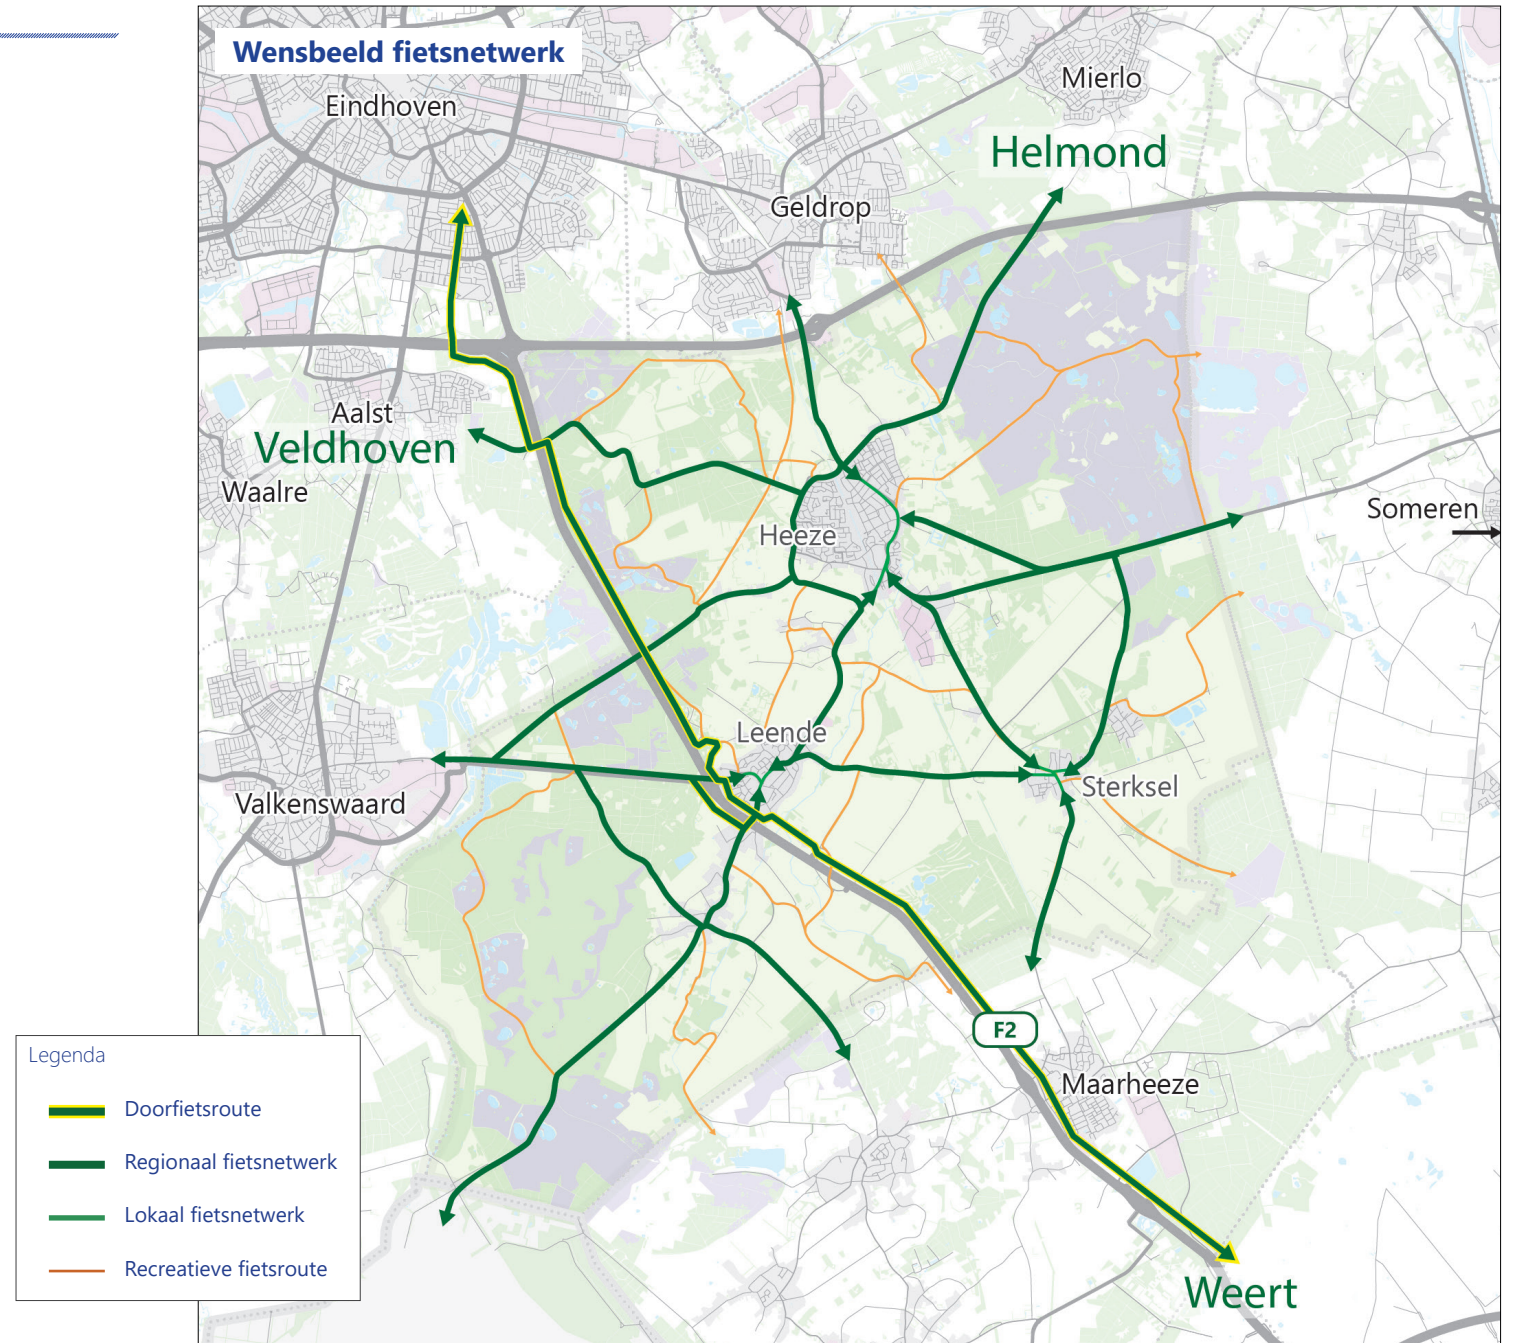 Wensbeeld fietsnetwerk
Eindhoven
Mierlo
Helmond
Geldrop
Aalst
Veldhoven
Waalre
Someren
Heeze
Leende
Sterksel
Valkenswaard
F2
Maarheeze
Weert
Legenda
Doorfietsroute
Regionaal fietsnetwerk
Lokaal fietsnetwerk
Recreatieve fietsroute